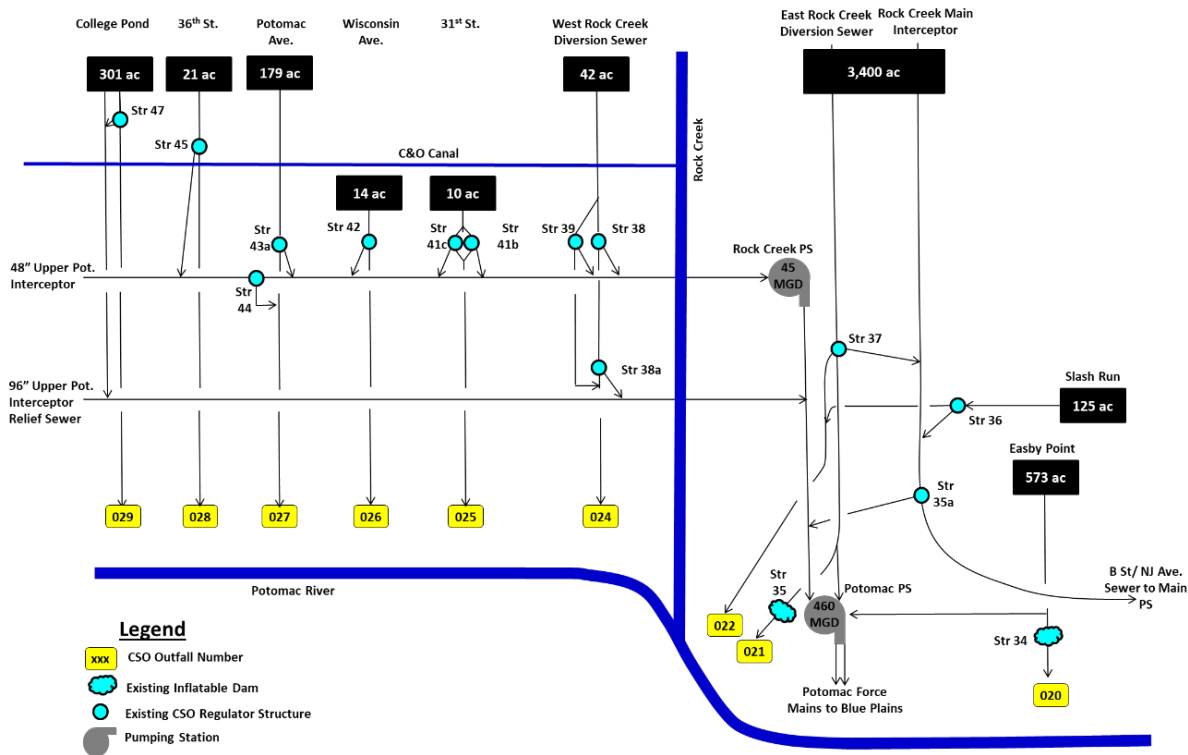 College Pond
36th St.
Potomac
Ave.
Wisconsin
Ave.
31st St.
West Rock Creek
Diversion Sewer
East Rock Creek
Diversion Sewer
Rock Creek Main
Interceptor
301 ac
21 ac
179 ac
42 ac
3,400 ac
Str 47
Str 45
C&O Canal
Rock Creek
14 ac
10 ac
Str
43a
Str 42
Str
41c
Str
41b
Str 39
Str 38
Rock Creek PS
45
MGD
48” Upper Pot.
Interceptor
Str
44
Str 37
Str 38a
96” Upper Pot.
Interceptor
Relief Sewer
Slash Run
125 ac
Str 36
Easby Point
573 ac
Str
35a
029
028
027
026
025
024
Potomac River
Str
35
Potomac PS
460
MGD
B St/ NJ Ave.
Sewer to Main
PS
022
021
Str 34
020
Potomac Force
Mains to Blue Plains
Legend
xxx
CSO Outfall Number
Existing Inflatable Dam
Existing CSO Regulator Structure
Pumping Station